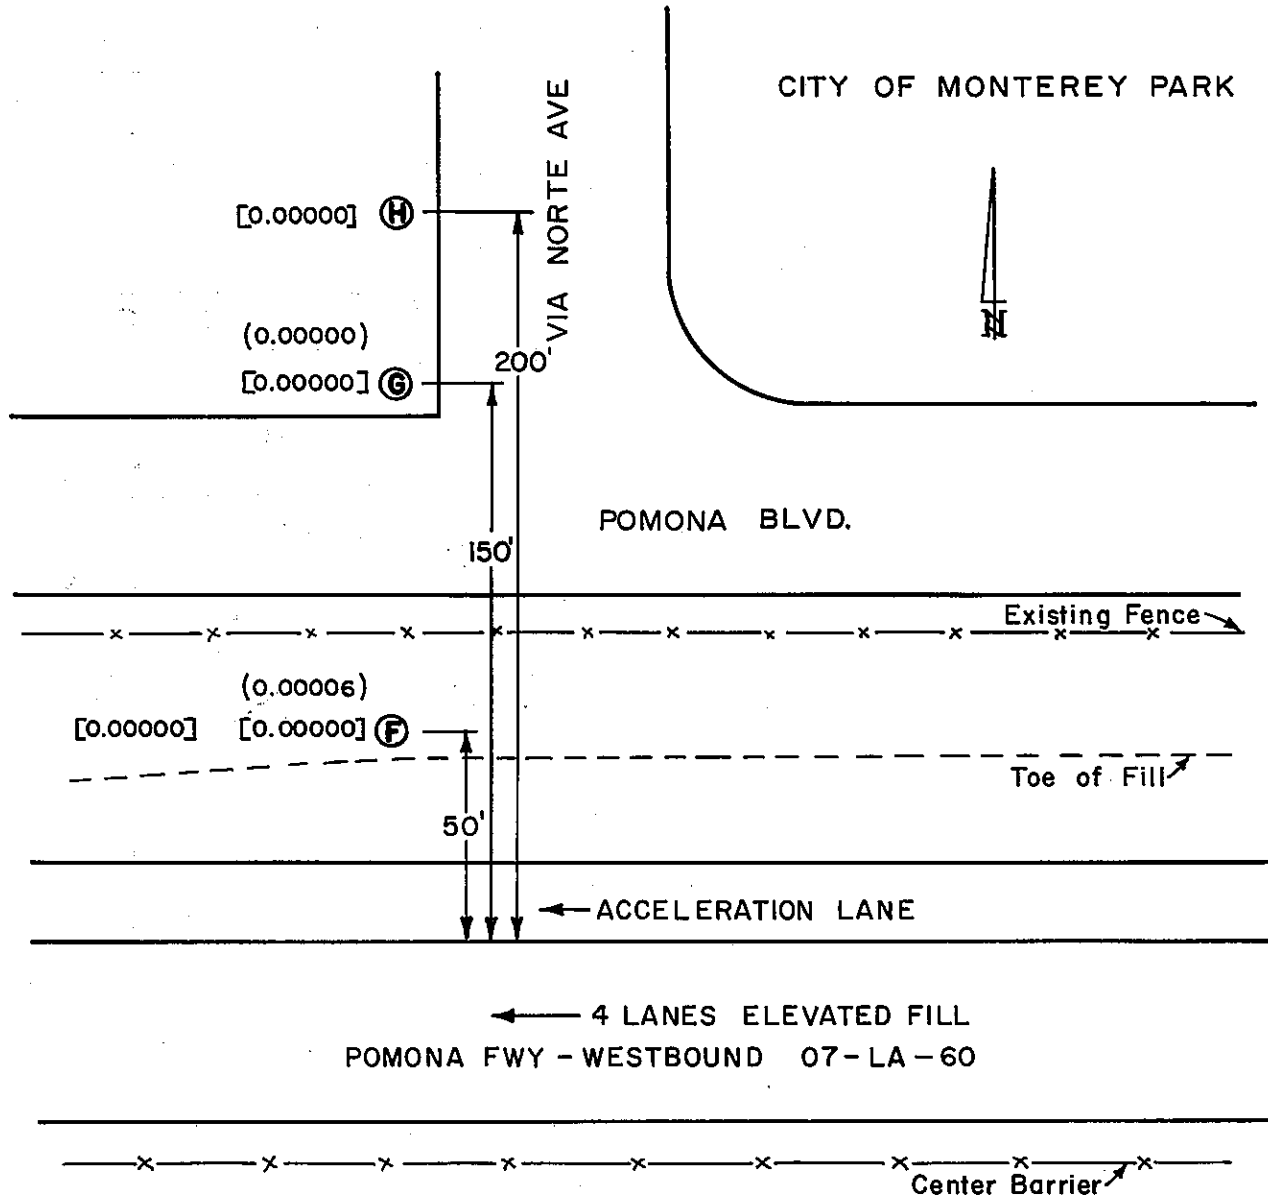 CITY OF MONTEREY PARK
VIA NORTE AVE
[0.00000] H
N
(0.00000)
[0.00000] G
200'
POMONA BLVD.
150'
Existing Fence
(0.00006)
[0.00000] [0.00000] F
Toe of Fill
50'
ACCELERATION LANE
4 LANES ELEVATED FILL
POMONA FWY - WESTBOUND 07-LA-60
Center Barrier